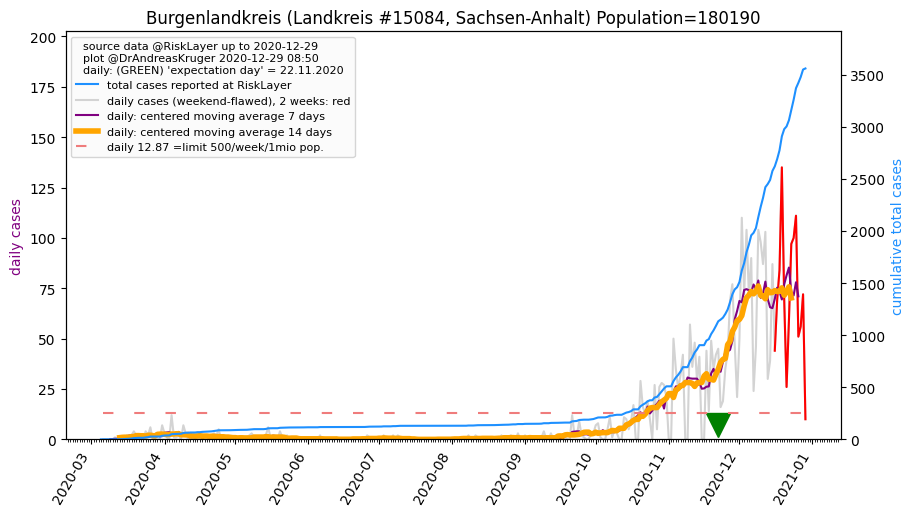 Burgenlandkreis (Landkreis #15084, Sachsen-Anhalt) Population=180190
source data @RiskLayer up to 2020-12-29
plot @DrAndreasKruger 2020-12-29 08:50
daily: (GREEN) 'expectation day' = 22.11.2020
total cases reported at RiskLayer
daily cases (weekend-flawed), 2 weeks: red
daily: centered moving average 7 days
daily: centered moving average 14 days
daily 12.87 =limit 500/week/1mio pop.
daily cases
200
175
150
125
100
75
50
25
0
cumulative total cases
3500
3000
2500
2000
1500
1000
500
0
2020-03
2020-04
2020-05
2020-06
2020-07
2020-08
2020-09
2020-10
2020-11
2020-12
2021-01